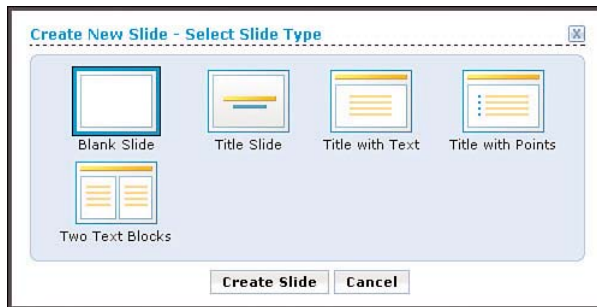 Create New Slide - Select Slide Type
X
Blank Slide Title Slide Title with Text Title with Points
Two Text Blocks
Create Slide Cancel